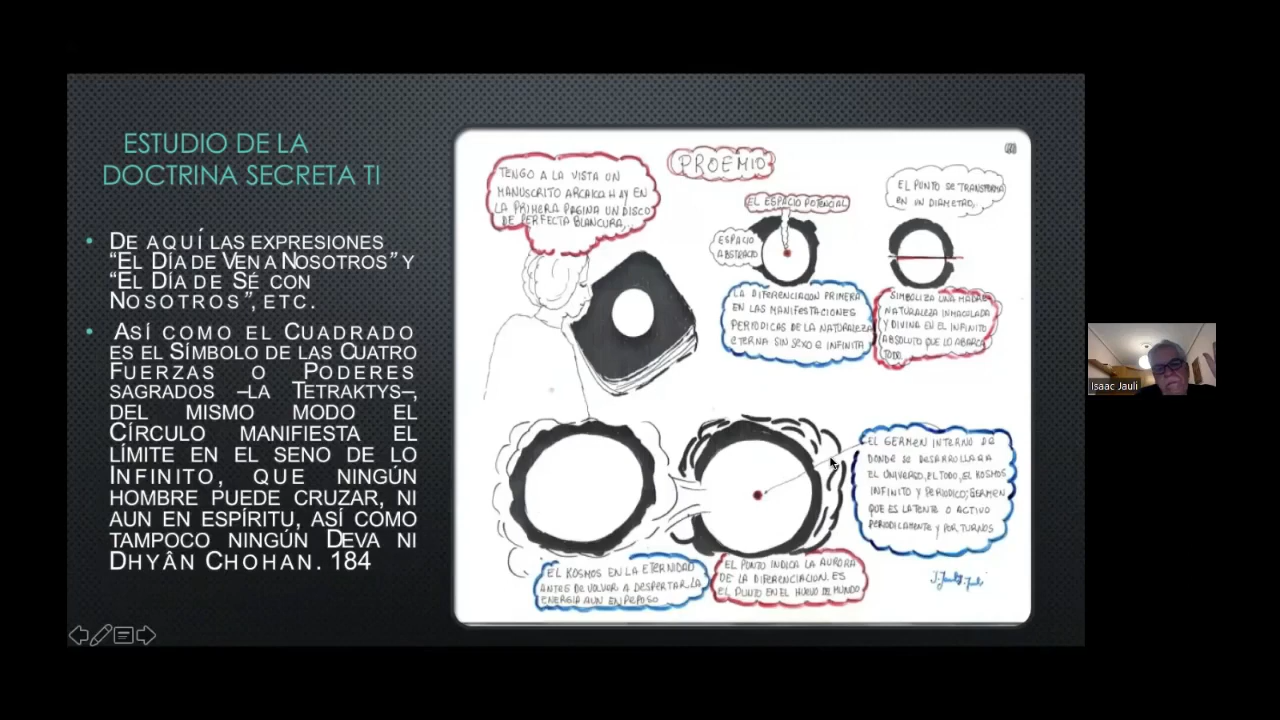 ESTUDIO DE LA
DOCTRINA SECRETA TI
• DE AQUÍ LAS EXPRESIONES
“EL DÍA DE VEN A NOSOTROS” Y
“EL DÍA DE SÉ CON
NOSOTROS”, ETC.
• ASÍ COMO EL CUADRADO
ES EL SÍMBOLO DE LAS CUATRO
FUERZAS O PODERES
SAGRADOS –LA TETRAKTYS–,
DEL MISMO MODO EL
CÍRCULO MANIFIESTA EL
LÍMITE EN EL SENO DE LO
INFINITO, QUE NINGÚN
HOMBRE PUEDE CRUZAR, NI
AUN EN ESPÍRITU, ASÍ COMO
TAMPOCO NINGÚN DEVA NI
DHYÂN CHOHAN. 184
PROEMIO
TENGO A LA VISTA UN
MANUSCRITO ARCAICO HAY EN
LA PRIMERA PAGINA UN DISCO
DE PERFECTA BLANCURA,..
EL ESPACIO POTENCIAL
ESPACIO
ABSTRACTO
EL PUNTO SE TRANSFORMA
EN UN DIAMETRO,.
LA DIFERENCIACION PRIMERA
EN LAS MANIFESTACIONES
PERIODICAS DE LA NATURALEZA
ETERNA SIN SEXO E INFINITA
SIMBOLIZA UNA MADRE
NATURALEZA INMACULADA
Y DIVINA EN EL INFINITO
ABSOLUTO QUE LO ABARCA
TODO.
EL GERMEN INTERNO DE
DONDE SE DESARROLLARA
EL UNIVERSO, EL TODO, EL KOSMOS
INFINITO Y PERIODICO; GERMEN
QUE ES LATENTE O ACTIVO
PERIODICAMENTE Y POR TURNOS
EL KOSMOS EN LA ETERNIDAD
ANTES DE VOLVER A DESPERTAR. LA
ENERGIA AUN EN REPOSO
EL PUNTO INDICA LA AURORA
DE LA DIFERENCIACION. ES
EL PUNTO EN EL HUEVO DEL MUNDO
Isaac Jauli